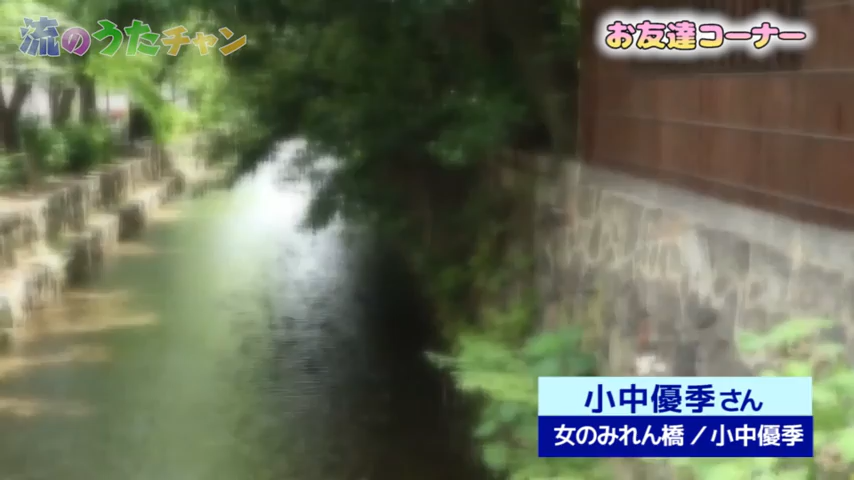 流のうたチャン
お友達コーナー
小中優季さん
女のみれん橋／小中優季